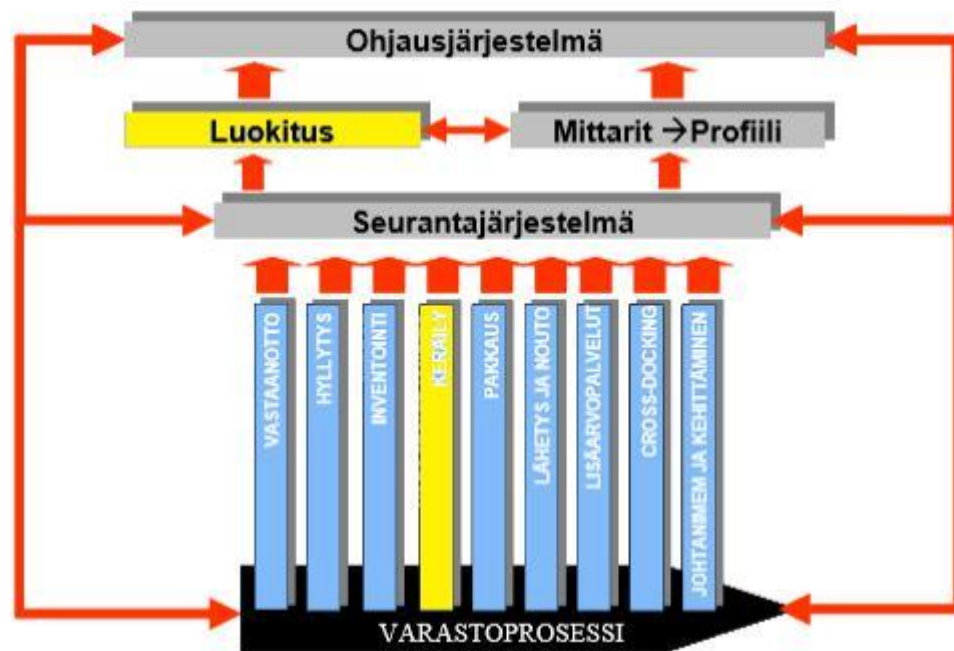 Ohjausjärjestelmä
Luokitus
Mittarit →Profiili
Seurantajärjestelmä
VASTAANOTTO
HYLLYTYS
INVENTOINTI
KERÄILY
PAKKAUS
LÄHETYS JA NOUTO
LISÄARVOPALVELUT
CROSS-DOCKING
JOHTANIMEM JA KEHITTÄMINEN
VARASTOPROSESSI